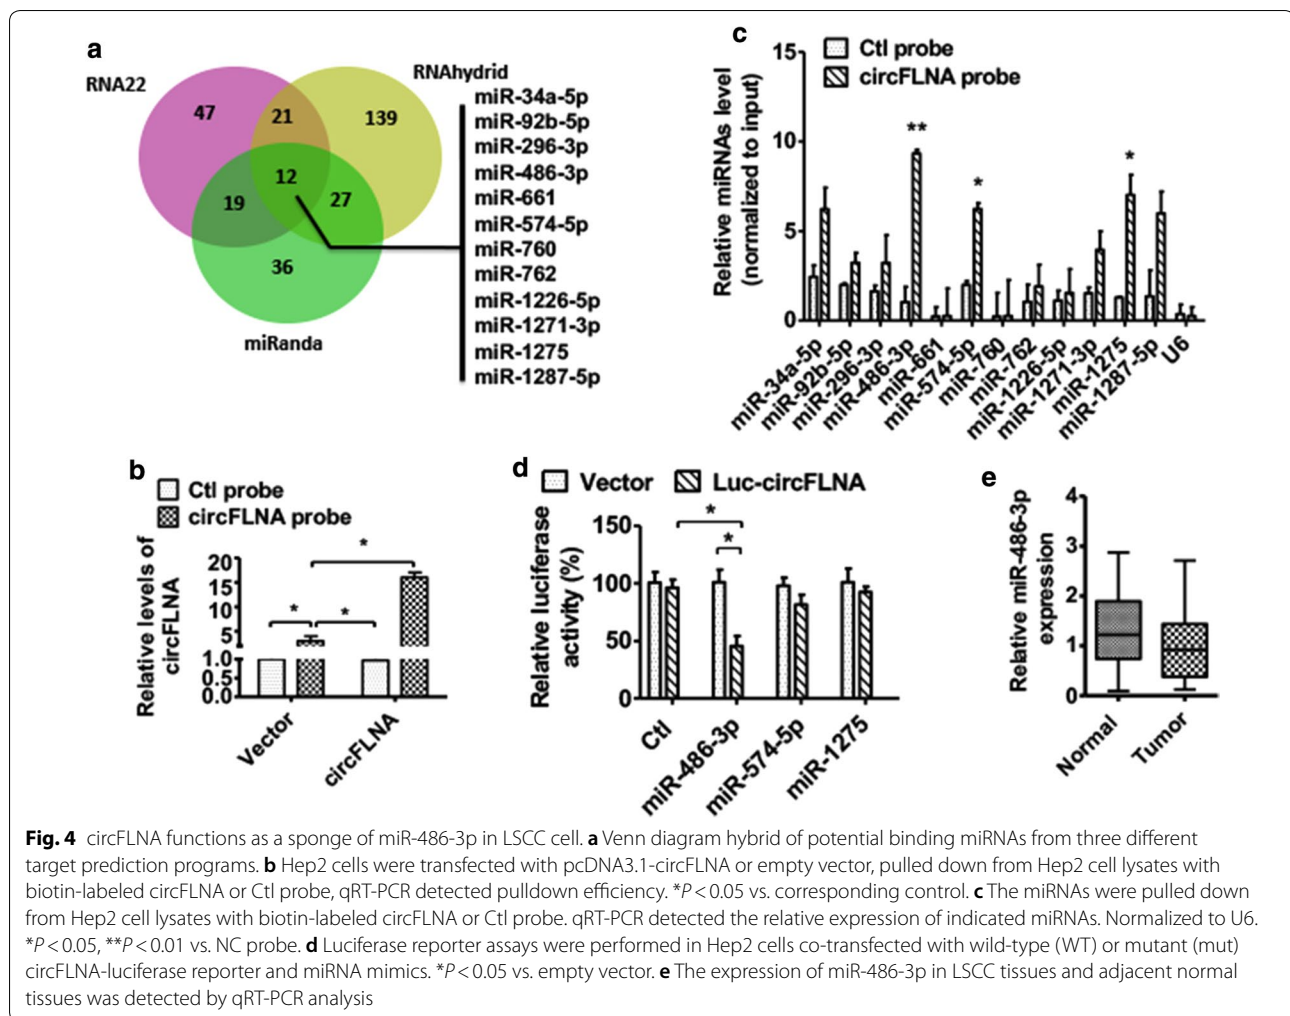 a
RNA22
RNAhydrid
47
21
139
12
19
27
36
miRanda
miR-34a-5p
miR-92b-5p
miR-296-3p
miR-486-3p
miR-661
miR-574-5p
miR-760
miR-762
miR-1226-5p
miR-1271-3p
miR-1275
miR-1287-5p
c
Ctl probe
circFLNA probe
Relative miRNAs level
(normalized to input)
15
10
5
0
**
*
*
miR-34a-5p
miR-92b-5p
miR-296-3p
miR-486-3p
miR-661
miR-574-5p
miR-760
miR-762
miR-1226-5p
miR-1271-3p
miR-1275
miR-1287-5p
U6
b
Ctl probe
circFLNA probe
Relative levels of
circFLNA
20
15
10
5
1.0
0.5
0.0
*
*
*
Vector
circFLNA
d
Vector
Luc-circFLNA
Relative luciferase
activity (%)
150
100
50
0
*
*
Ctl
miR-486-3p
miR-574-5p
miR-1275
e
Relative miR-486-3p
expression
4
3
2
1
0
Normal
Tumor
Fig. 4 circFLNA functions as a sponge of miR-486-3p in LSCC cell. a Venn diagram hybrid of potential binding miRNAs from three different
target prediction programs. b Hep2 cells were transfected with pcDNA3.1-circFLNA or empty vector, pulled down from Hep2 cell lysates with
biotin-labeled circFLNA or Ctl probe, qRT-PCR detected pulldown efficiency. *P < 0.05 vs. corresponding control. c The miRNAs were pulled down
from Hep2 cell lysates with biotin-labeled circFLNA or Ctl probe. qRT-PCR detected the relative expression of indicated miRNAs. Normalized to U6.
*P < 0.05, **P < 0.01 vs. NC probe. d Luciferase reporter assays were performed in Hep2 cells co-transfected with wild-type (WT) or mutant (mut)
circFLNA-luciferase reporter and miRNA mimics. *P < 0.05 vs. empty vector. e The expression of miR-486-3p in LSCC tissues and adjacent normal
tissues was detected by qRT-PCR analysis